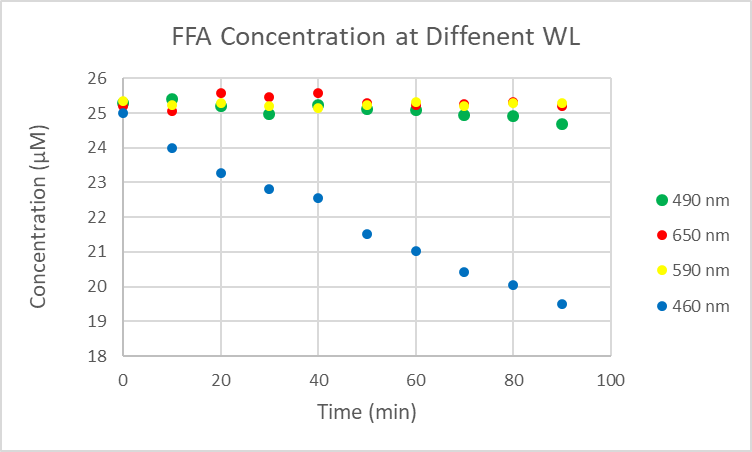 FFA Concentration at Diffenent WL
26
25
24
23
22
21
20
19
18
Concentration (µM)
0 20 40 60 80 100
Time (min)
490 nm
650 nm
590 nm
460 nm